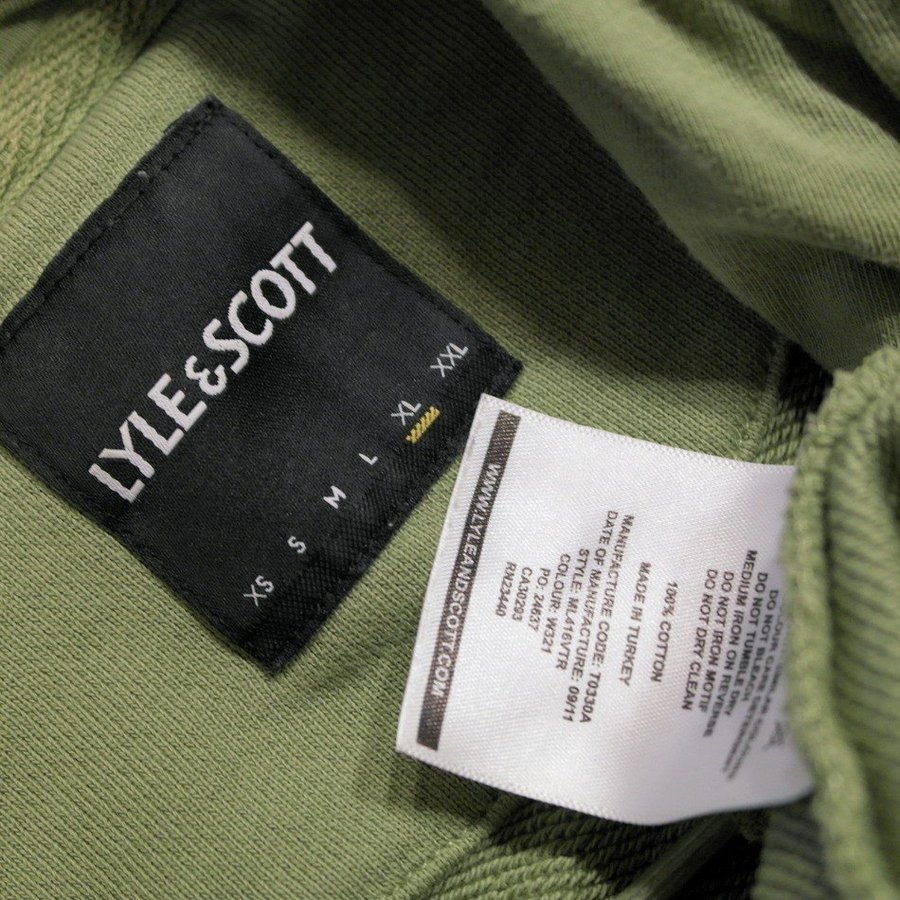 LYLE & SCOTT
XS S M L XL XXL
WWW.LYLEANDSCOTT.COM
DO NOT BLEACH
DO NOT TUMBLE DRY
MEDIUM IRON ON REVERSE
DO NOT IRON MOTIF
DO NOT DRY CLEAN
100% COTTON
MADE IN TURKEY
MANUFACTURE CODE: T0330A
DATE OF MANUFACTURE: 09/11
STYLE: ML416VTR
COLOUR: W321
PO: 24637
CA30293
RN23440